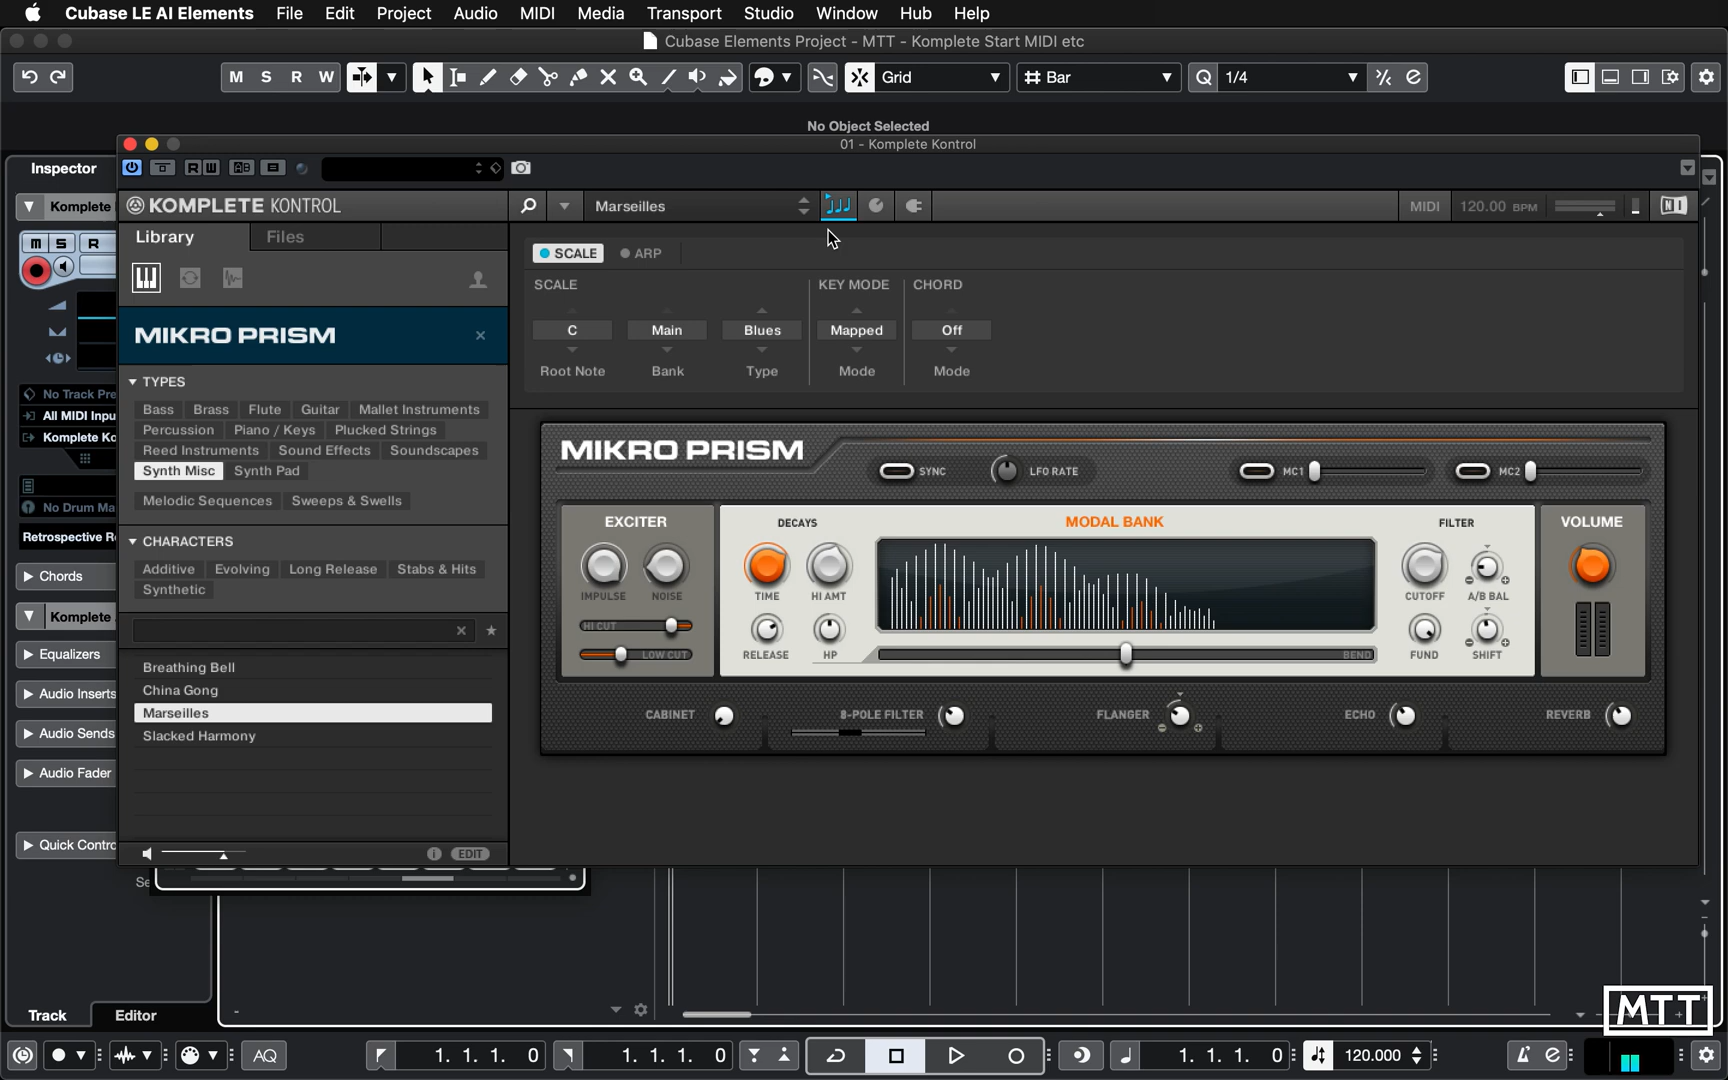 Cubase LE AI Elements File Edit Project Audio MIDI Media Transport Studio Window Hub Help
Cubase Elements Project - MTT - Komplete Start MIDI etc
M S R W Grid Bar Q 1/4
No Object Selected
01 - Komplete Kontrol
Inspector
Komplete
KOMPLETE KONTROL
Marseilles
MIDI 120.00 BPM
Library Files
M S R
SCALE ARP
SCALE KEY MODE CHORD
MIKRO PRISM
C Main Blues Mapped Off
Root Note Bank Type Mode Mode
TYPES
No Track Pre
All MIDI Inpu
Komplete Ko
Bass Brass Flute Guitar Mallet Instruments
Percussion Piano / Keys Plucked Strings
Reed Instruments Sound Effects Soundscapes
Synth Misc Synth Pad
Melodic Sequences Sweeps & Swells
No Drum Ma
Retrospective Re
MIKRO PRISM
SYNC LFO RATE MC1 MC2
EXCITER DECAYS MODAL BANK FILTER VOLUME
IMPULSE NOISE TIME HI AMT CUTOFF A/B BAL
HI CUT
LOW CUT
RELEASE HP BEND FUND SHIFT
CABINET 8-POLE FILTER FLANGER ECHO REVERB
CHARACTERS
Additive Evolving Long Release Stabs & Hits
Synthetic
Chords
Komplete
Equalizers
Audio Inserts
Audio Sends
Audio Fader
Quick Contro
Breathing Bell
China Gong
Marseilles
Slacked Harmony
EDIT
Se
Track Editor
MTT
AQ 1. 1. 1. 0 1. 1. 1. 0 1. 1. 1. 0 120.000